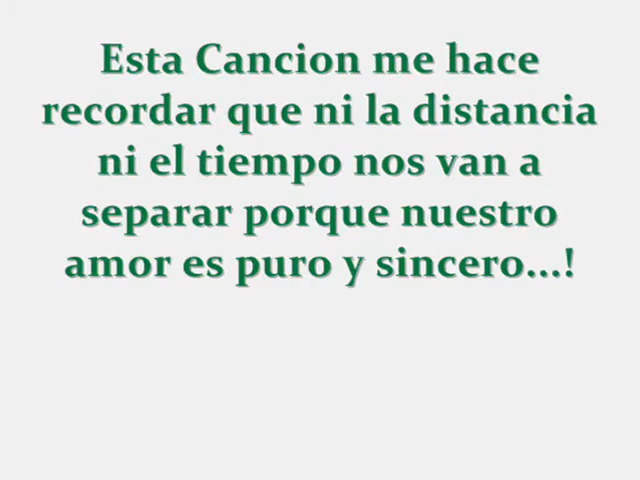 Esta Cancion me hace
recordar que ni la distancia
ni el tiempo nos van a
separar porque nuestro
amor es puro y sincero...!